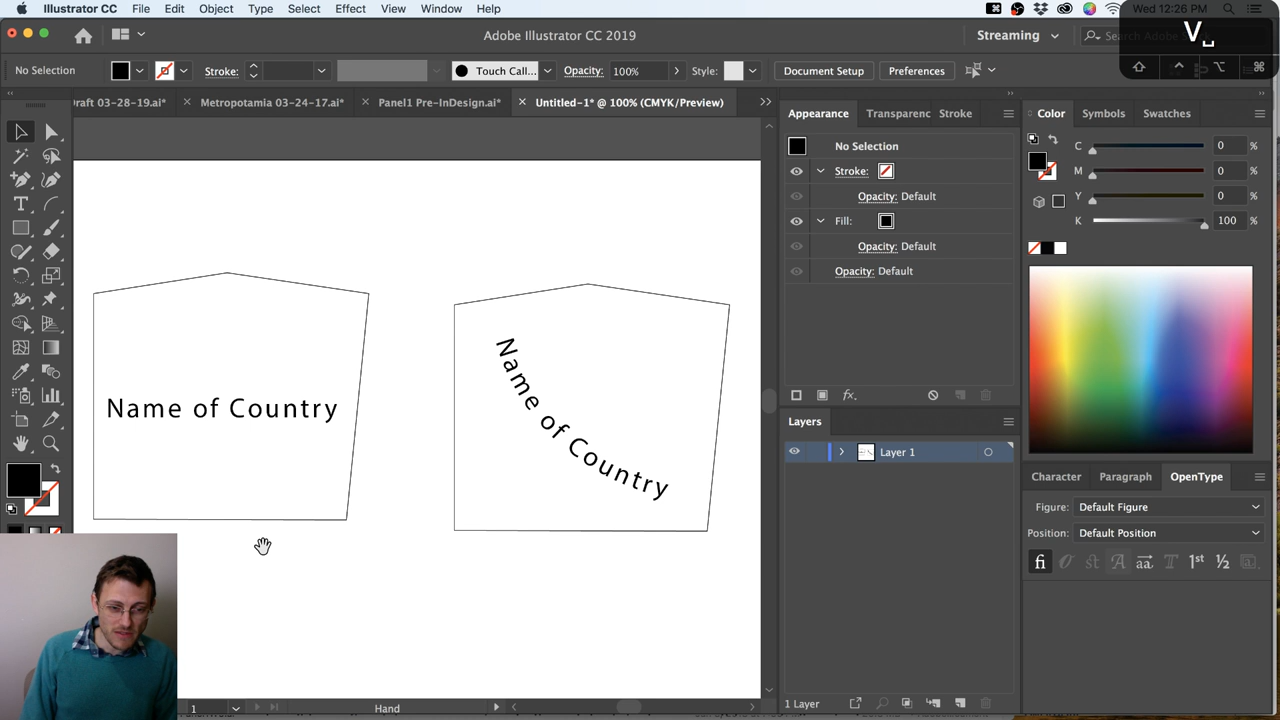 Illustrator CC File Edit Object Type Select Effect View Window Help
Wed 12:26 PM
V
Adobe Illustrator CC 2019
Streaming
No Selection
Stroke:
Touch Call...
Opacity: 100%
Style:
Document Setup
Preferences
raft 03-28-19.ai*
Metropotamia 03-24-17.ai*
Panel1 Pre-InDesign.ai*
Untitled-1* @ 100% (CMYK/Preview)
Appearance
Transparenc
Stroke
No Selection
Stroke:
Opacity: Default
Fill:
Opacity: Default
Opacity: Default
Color
Symbols
Swatches
C 0 %
M 0 %
Y 0 %
K 100 %
Name of Country
Name of Country
Layers
Layer 1
1 Layer
Character
Paragraph
OpenType
Figure: Default Figure
Position: Default Position
1
Hand